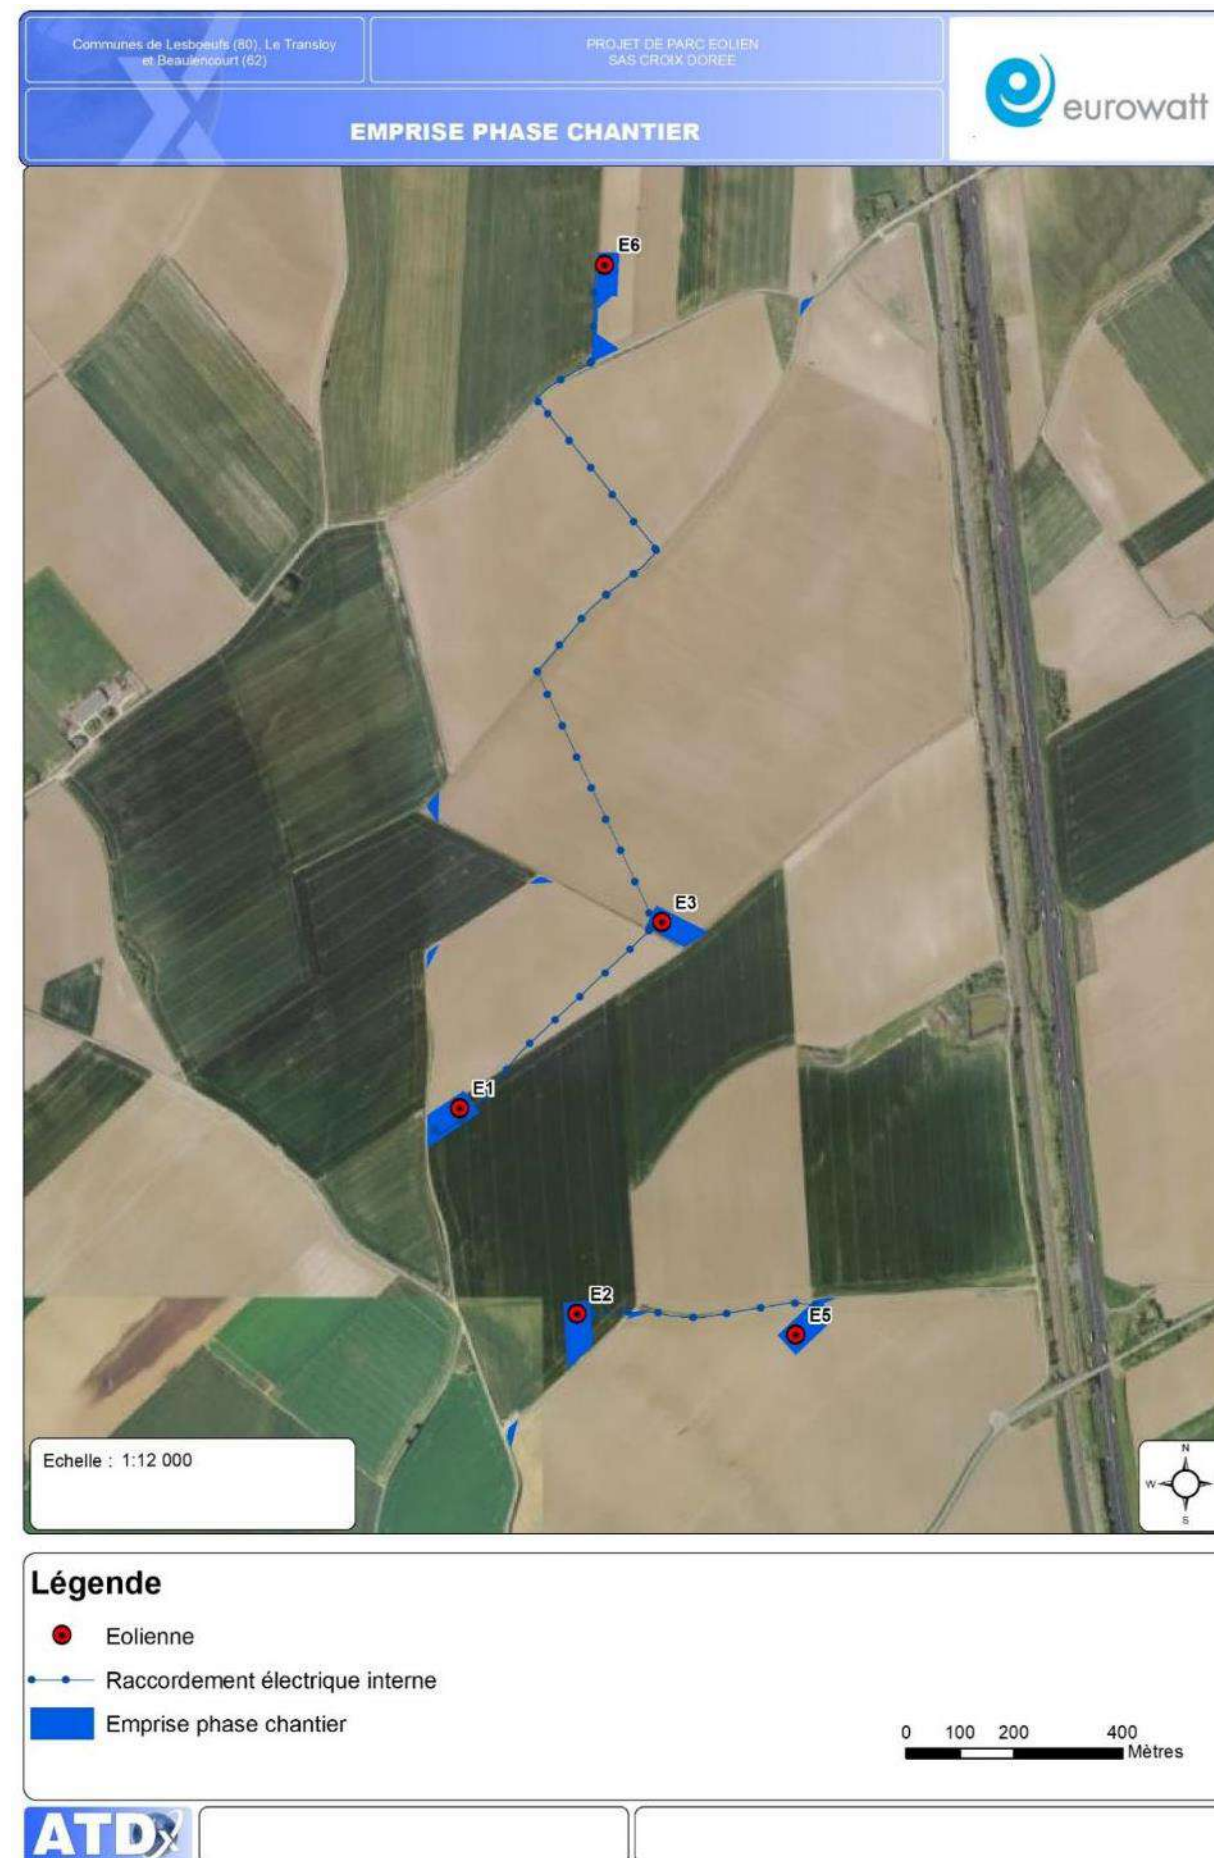 Communes de Lesboeufs (80), Le Transloy
et Beaulencourt (62)
PROJET DE PARC EOLIEN
SAS CROIX DOREE
EMPRISE PHASE CHANTIER
eurowatt
E6
E3
E1
E2
E5
Echelle : 1:12 000
N
W
S
Légende
Eolienne
Raccordement électrique interne
Emprise phase chantier
0 100 200 400
Mètres
ATDx